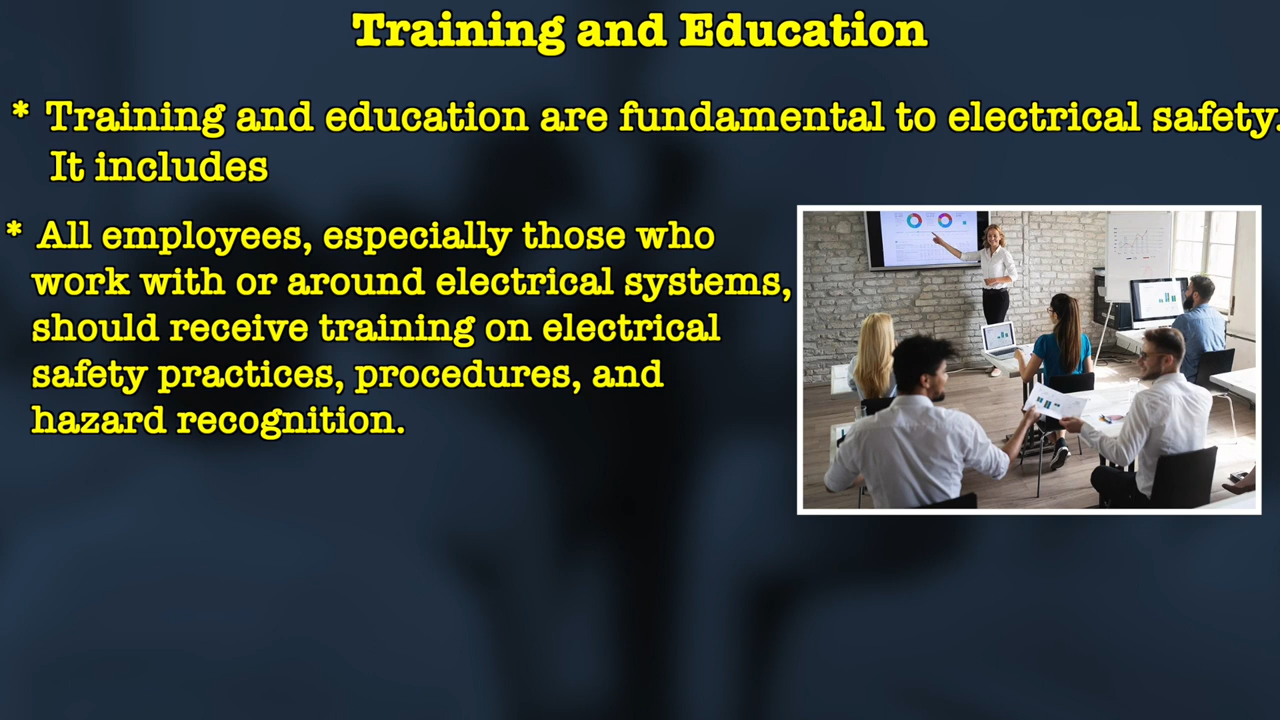 Training and Education
* Training and education are fundamental to electrical safety.
It includes
* All employees, especially those who
work with or around electrical systems,
should receive training on electrical
safety practices, procedures, and
hazard recognition.